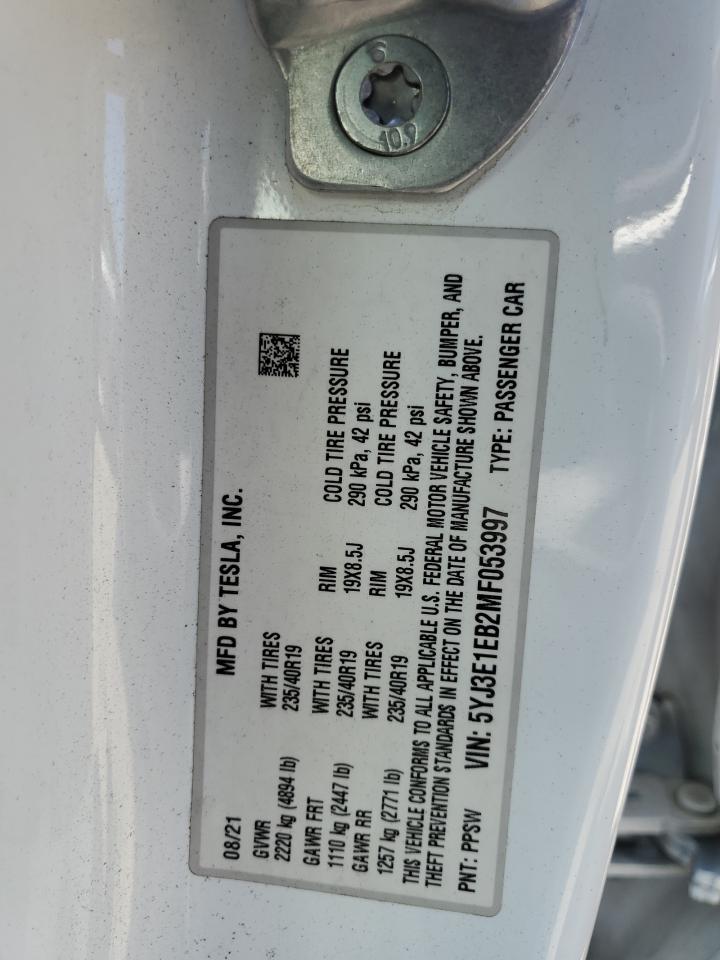 6
10.9
MFD BY TESLA, INC.
08/21
GVWR WITH TIRES
2220 kg (4894 lb) 235/40R19
GAWR FRT WITH TIRES RIM COLD TIRE PRESSURE
1110 kg (2447 lb) 235/40R19 19X8.5J 290 kPa, 42 psi
GAWR RR WITH TIRES RIM COLD TIRE PRESSURE
1257 kg (2771 lb) 235/40R19 19X8.5J 290 kPa, 42 psi
THIS VEHICLE CONFORMS TO ALL APPLICABLE U.S. FEDERAL MOTOR VEHICLE SAFETY, BUMPER, AND
THEFT PREVENTION STANDARDS IN EFFECT ON THE DATE OF MANUFACTURE SHOWN ABOVE.
PNT: PPSW VIN: 5YJ3E1EB2MF053997 TYPE: PASSENGER CAR